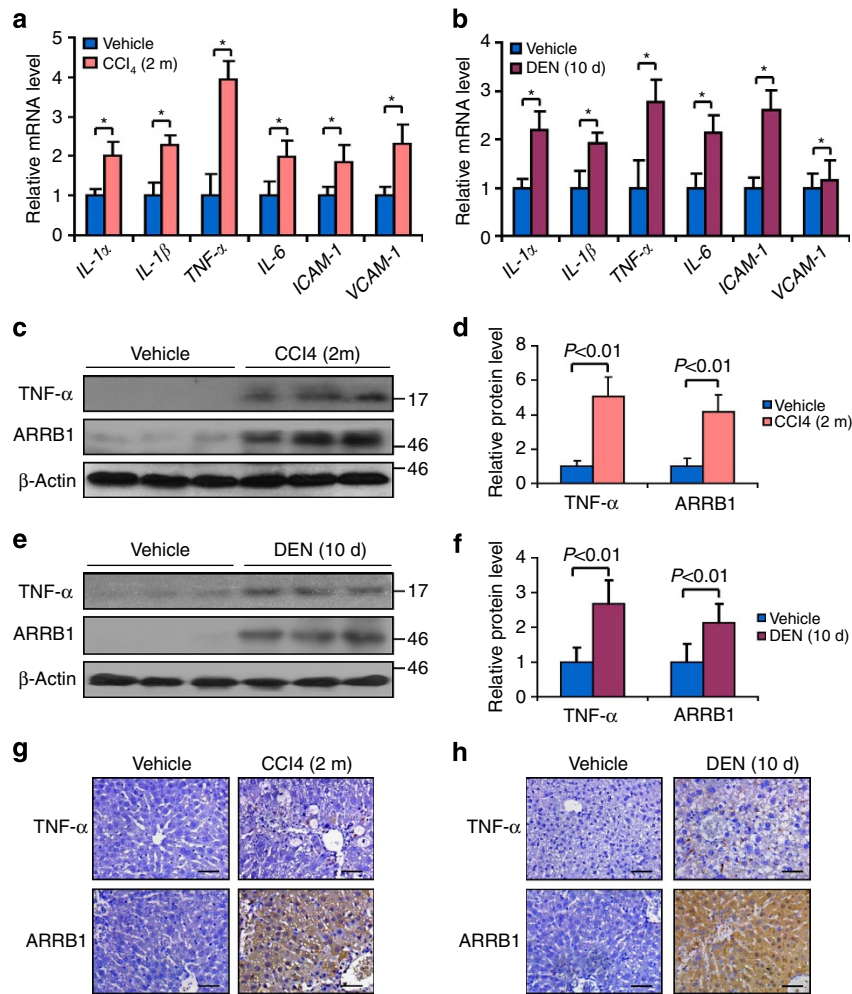 a
Relative mRNA level
5
4
3
2
1
0
Vehicle
CCl4 (2 m)
* * * * * *
IL-1α IL-1β TNF-α IL-6 ICAM-1 VCAM-1
b
Relative mRNA level
4
3
2
1
0
Vehicle
DEN (10 d)
* * * * * *
IL-1α IL-1β TNF-α IL-6 ICAM-1 VCAM-1
c
Vehicle CCI4 (2m)
TNF-α 17
ARRB1 46
β-Actin 46
d
Relative protein level
8
6
4
2
0
P<0.01 P<0.01
Vehicle
CCI4 (2 m)
TNF-α ARRB1
e
Vehicle DEN (10 d)
TNF-α 17
ARRB1 46
β-Actin 46
f
Relative protein level
4
3
2
1
0
P<0.01 P<0.01
Vehicle
DEN (10 d)
TNF-α ARRB1
g
Vehicle CCI4 (2 m)
TNF-α
ARRB1
h
Vehicle DEN (10 d)
TNF-α
ARRB1